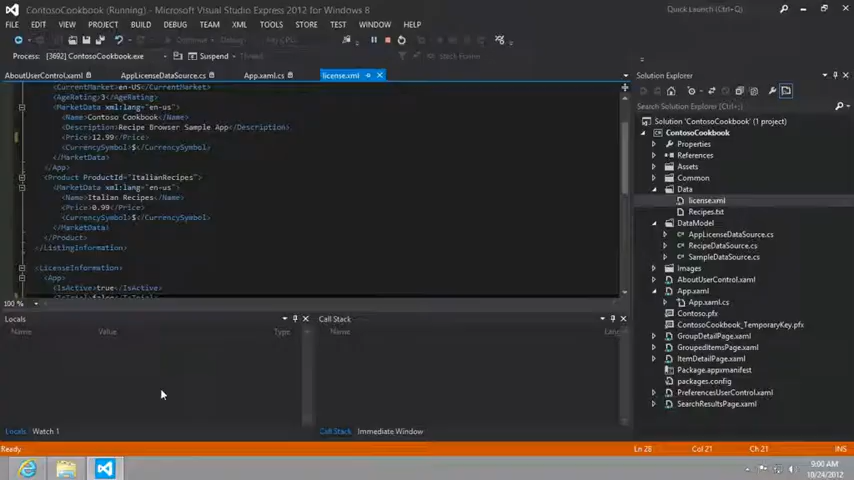 ContosoCookbook (Running) - Microsoft Visual Studio Express 2012 for Windows 8
Quick Launch (Ctrl+Q)
FILE EDIT VIEW PROJECT BUILD DEBUG TEAM SQL XML TOOLS STORE TEST WINDOW HELP
Continue Debug
Process: [3692] ContosoCookbook.exe Suspend Thread: Stack Frame:
AboutUserControl.xaml AppLicenseDataSource.cs App.xaml.cs license.xml
<CurrentMarket>en-US</CurrentMarket>
<AgeRating>3</AgeRating>
<MarketData xml:lang="en-us">
<Name>Contoso Cookbook</Name>
<Description>Recipe Browser Sample App</Description>
<Price>12.99</Price>
<CurrencySymbol>$</CurrencySymbol>
</MarketData>
</App>
<Product ProductId="ItalianRecipes">
<MarketData xml:lang="en-us">
<Name>Italian Recipes</Name>
<Price>0.99</Price>
<CurrencySymbol>$</CurrencySymbol>
</MarketData>
</Product>
</ListingInformation>
<LicenseInformation>
<App>
<IsActive>true</IsActive>
<IsTrial>false</IsTrial>
100 %
Locals
Name Value Type
Locals Watch 1
Call Stack
Name Lang
Call Stack Immediate Window
Solution Explorer
Search Solution Explorer (Ctrl+;)
Solution 'ContosoCookbook' (1 project)
ContosoCookbook
Properties
References
Assets
Common
Data
license.xml
Recipes.txt
DataModel
AppLicenseDataSource.cs
RecipeDataSource.cs
SampleDataSource.cs
Images
AboutUserControl.xaml
App.xaml
App.xaml.cs
Contoso.pfx
ContosoCookbook_TemporaryKey.pfx
GroupDetailPage.xaml
GroupedItemsPage.xaml
ItemDetailPage.xaml
Package.appxmanifest
packages.config
PreferencesUserControl.xaml
SearchResultsPage.xaml
Ready Ln 28 Col 21 Ch 21 INS
9:00 AM
10/24/2012